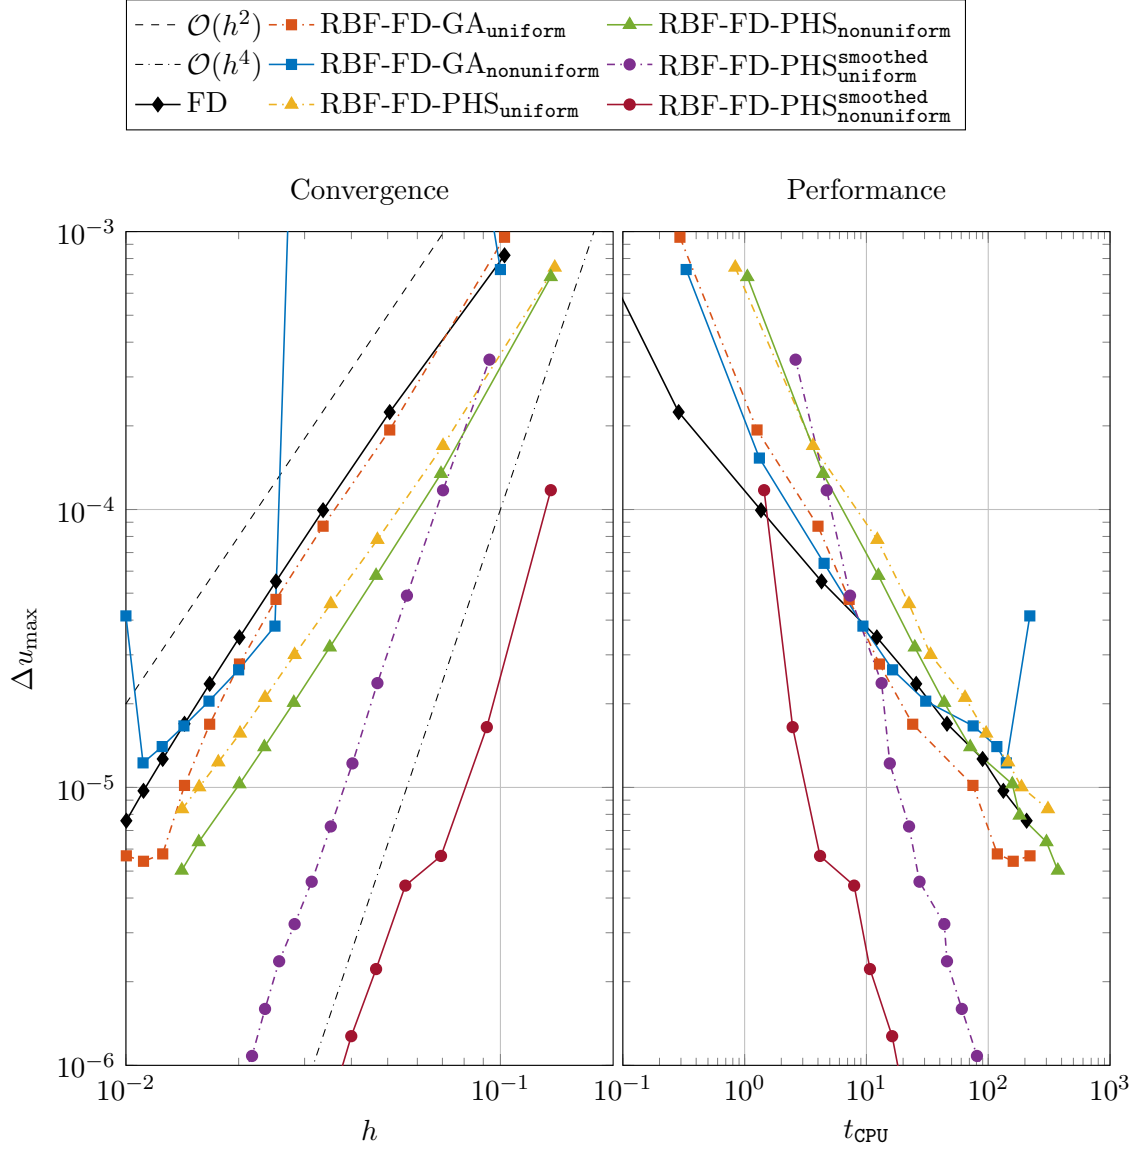 O(h²) RBF-FD-GA_uniform RBF-FD-PHS_nonuniform
O(h⁴) RBF-FD-GA_nonuniform RBF-FD-PHS^smoothed_uniform
FD RBF-FD-PHS_uniform RBF-FD-PHS^smoothed_nonuniform
Convergence
Performance
Δu_max
10⁻³
10⁻⁴
10⁻⁵
10⁻⁶
10⁻² 10⁻¹ 10
10⁻¹ 10⁰ 10¹ 10² 10³
h
t_CPU